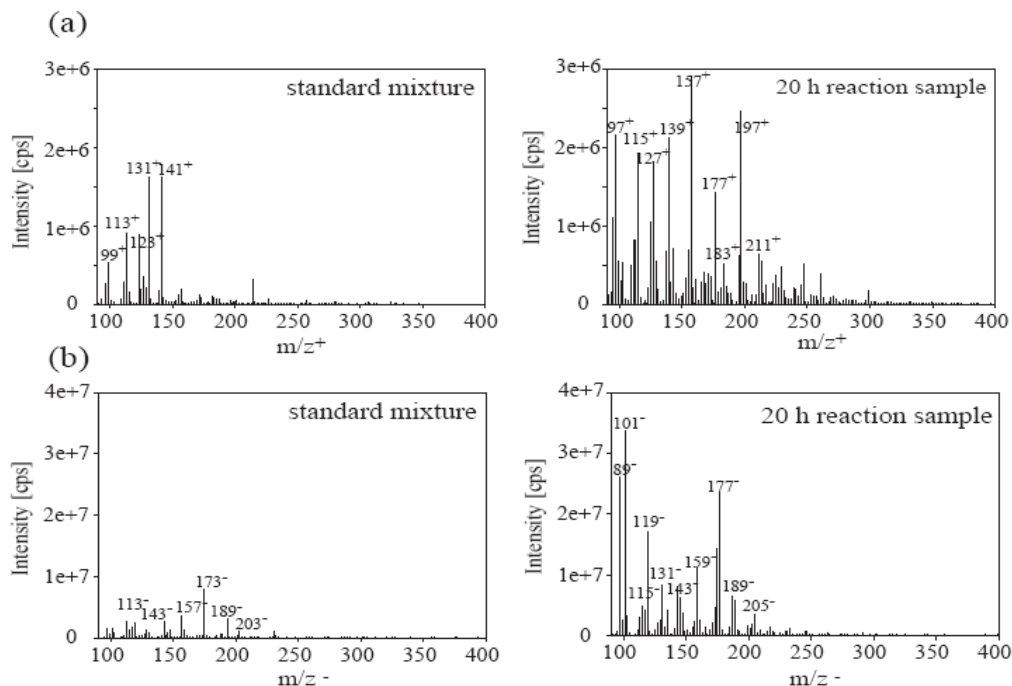 (a)
3e+6
2e+6
1e+6
0
Intensity [cps]
standard mixture
99+
113+
123+
131+
141+
100 150 200 250 300 350 400
m/z+
3e+6
2e+6
1e+6
0
Intensity [cps]
20 h reaction sample
97+
115+
127+
139+
157+
177+
183+
197+
211+
100 150 200 250 300 350 400
m/z+
(b)
4e+7
3e+7
2e+7
1e+7
0
Intensity [cps]
standard mixture
113-
143-
157-
173-
189-
203-
100 150 200 250 300 350 400
m/z -
4e+7
3e+7
2e+7
1e+7
0
Intensity [cps]
20 h reaction sample
89-
101-
115-
119-
131-
143-
159-
177-
189-
205-
100 150 200 250 300 350 400
m/z -